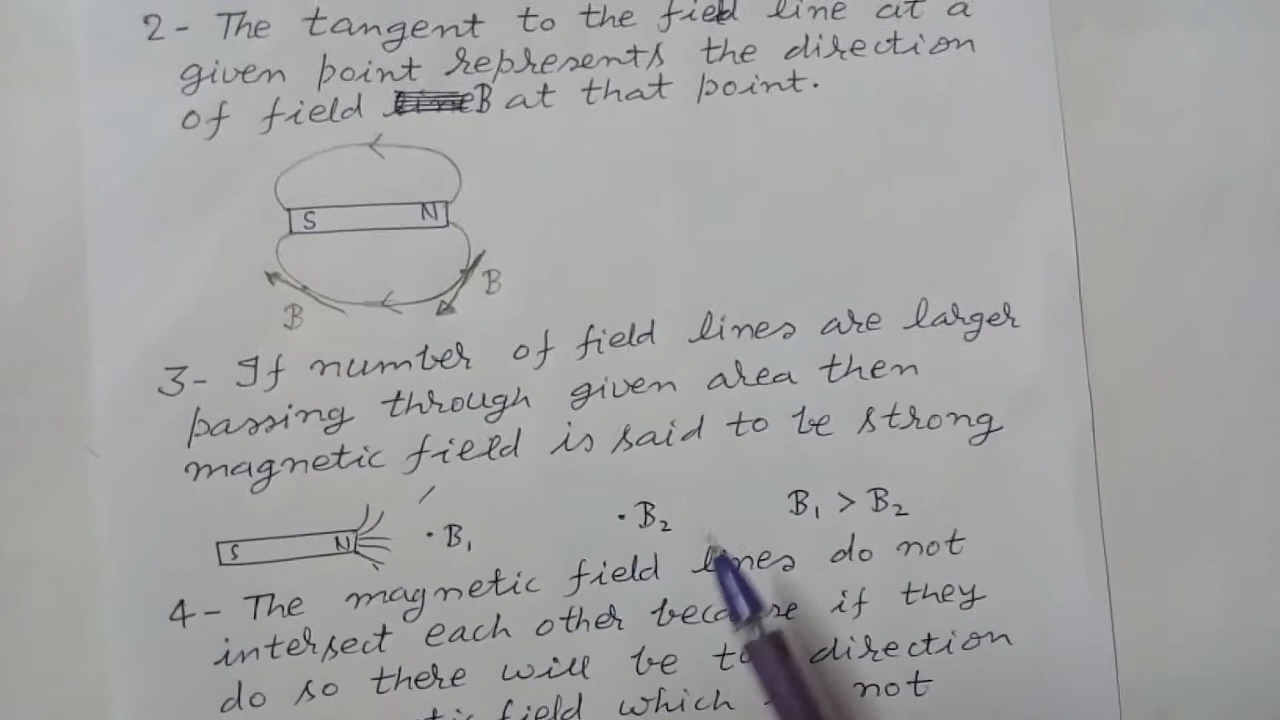 2- The tangent to the field line at a
given point represents the direction
of field B at that point.
S N
B
B
3- If number of field lines are larger
passing through given area then
magnetic field is said to be strong
S N · B₁ · B₂ B₁ > B₂
4- The magnetic field lines do not
intersect each other because if they
do so there will be direction
field which not